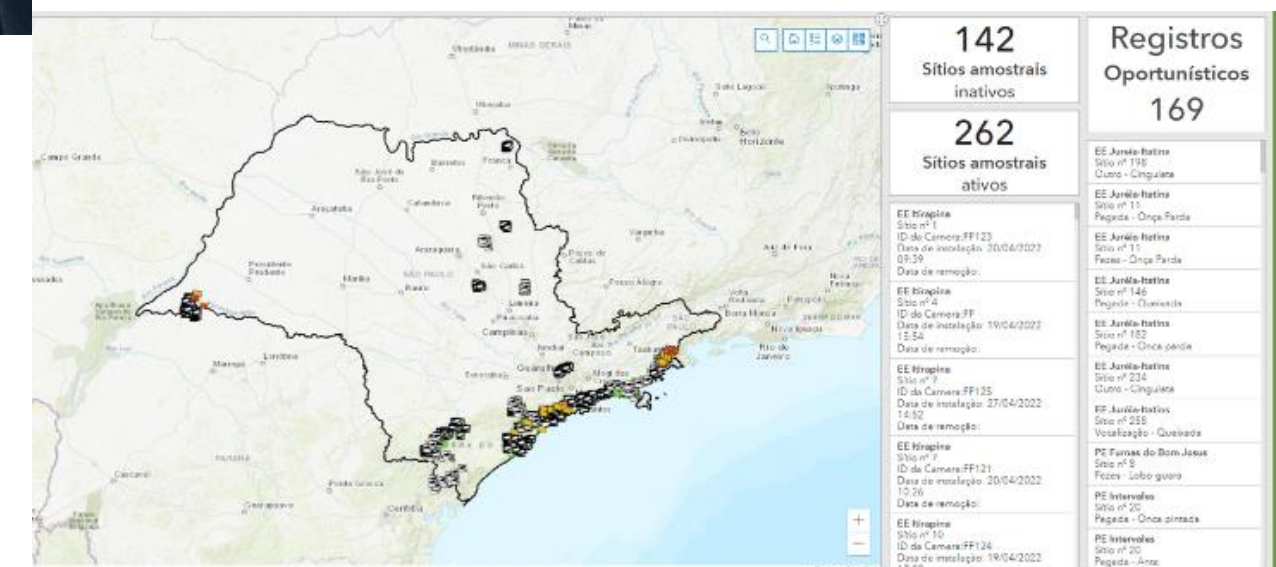 MINAS GERAIS
Sete Lagoas
Ipatinga
Belo
Horizonte
Divinópolis
Uberaba
Campo Grande
Barretos
Franca
São José do
Rio Preto
Ribeirão
Preto
Catanduva
Araçatuba
Araraquara
São Carlos
Varginha
Poços de
Caldas
Juiz de Fora
Presidente
Prudente
Marília
Bauru
SÃO PAULO
Limeira
Piracicaba
Pouso Alegre
Volta
Redonda
Barra Mansa
Petrópolis
Nova
Nova Iguaçu
Rio de
Janeiro
Campinas
Jundiaí
Guarulhos
Mogi das
São Paulo
Sorocaba
Londrina
Maringá
PARANÁ
Cascavel
Ponta Grossa
Guarapuava
Curitiba
+
−
142
Sítios amostrais
inativos
262
Sítios amostrais
ativos
EE Itirapina
Sítio nº 1
ID da Camera:FF123
Data de instalação: 20/04/2022
09:39
Data de remoção:
EE Itirapina
Sítio nº 4
ID da Camera:FF
Data de instalação: 19/04/2022
15:54
Data de remoção:
EE Itirapina
Sítio nº 7
ID da Camera:FF125
Data de instalação: 27/04/2022
14:52
Data de remoção:
EE Itirapina
Sítio nº 7
ID da Camera:FF121
Data de instalação: 20/04/2022
10:26
Data de remoção:
EE Itirapina
Sítio nº 10
ID da Camera:FF124
Data de instalação: 19/04/2022
Registros
Oportunísticos
169
EE Juréia-Itatins
Sítio nº 198
Outro - Cingulata
EE Juréia-Itatins
Sítio nº 11
Pegada - Onça Parda
EE Juréia-Itatins
Sítio nº 11
Fezes - Onça Parda
EE Juréia-Itatins
Sítio nº 146
Pegada - Queixada
EE Juréia-Itatins
Sítio nº 182
Pegada - Onca parda
EE Juréia-Itatins
Sítio nº 234
Outro - Cingulata
EE Juréia-Itatins
Sítio nº 258
Vocalização - Queixada
PE Furnas do Bom Jesus
Sítio nº 8
Fezes - Lobo-guara
PE Intervales
Sítio nº 20
Pegada - Onca pintada
PE Intervales
Sítio nº 20
Pegada - Anta